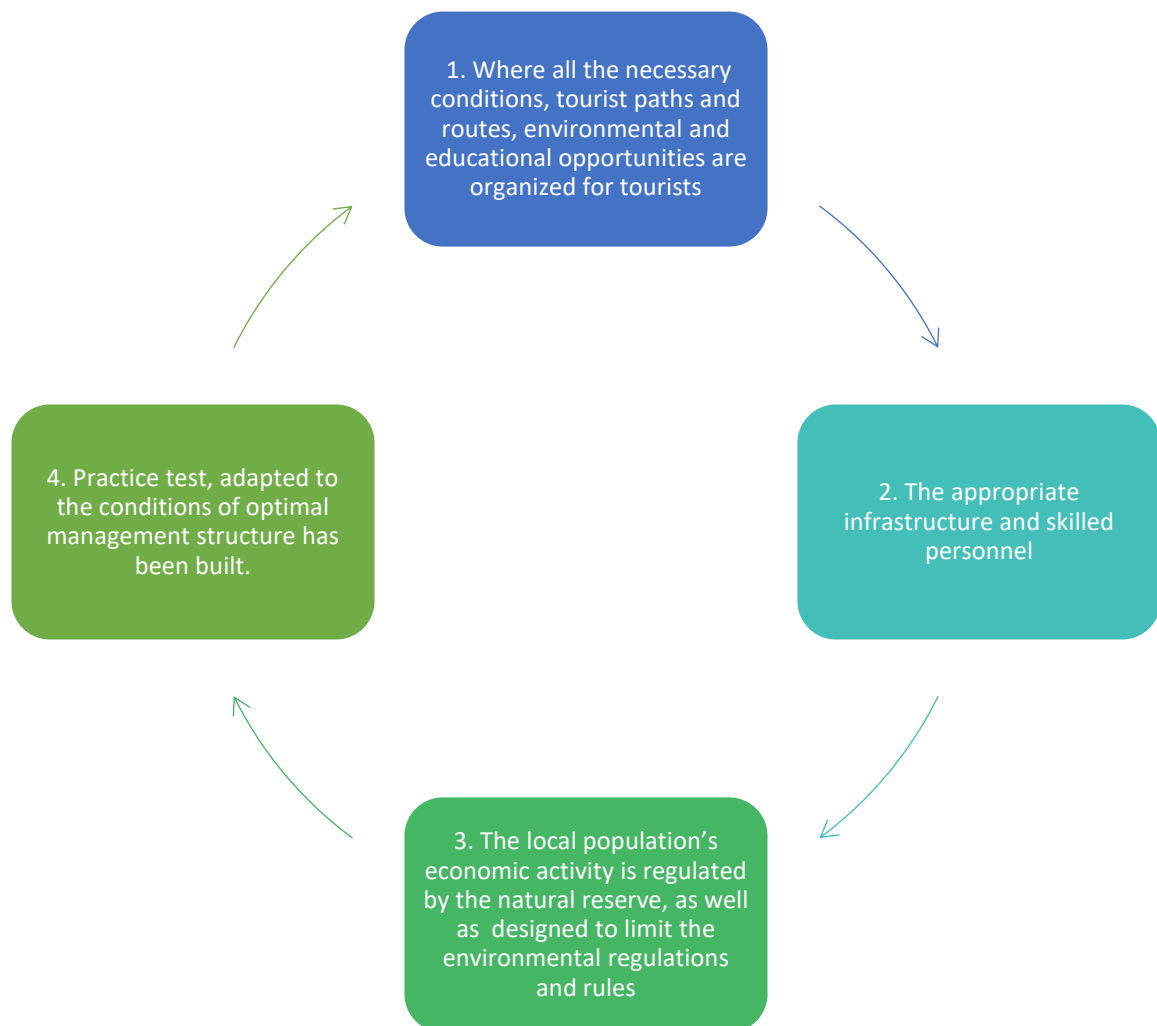 1. Where all the necessary
conditions, tourist paths and
routes, environmental and
educational opportunities are
organized for tourists
2. The appropriate
infrastructure and skilled
personnel
3. The local population’s
economic activity is regulated
by the natural reserve, as well
as  designed to limit the
environmental regulations
and rules
4. Practice test, adapted to
the conditions of optimal
management structure has
been built.